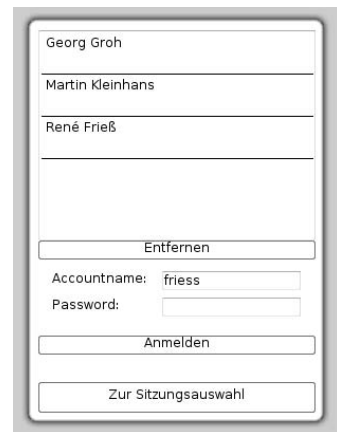 Georg Groh
Martin Kleinhans
René Frieß
Entfernen
Accountname: friess
Password:
Anmelden
Zur Sitzungsauswahl